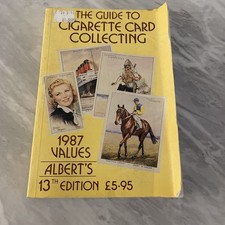 THE GUIDE TO
CIGARETTE CARD
COLLECTING
1987
VALUES
ALBERT'S
13TH EDITION £5·95